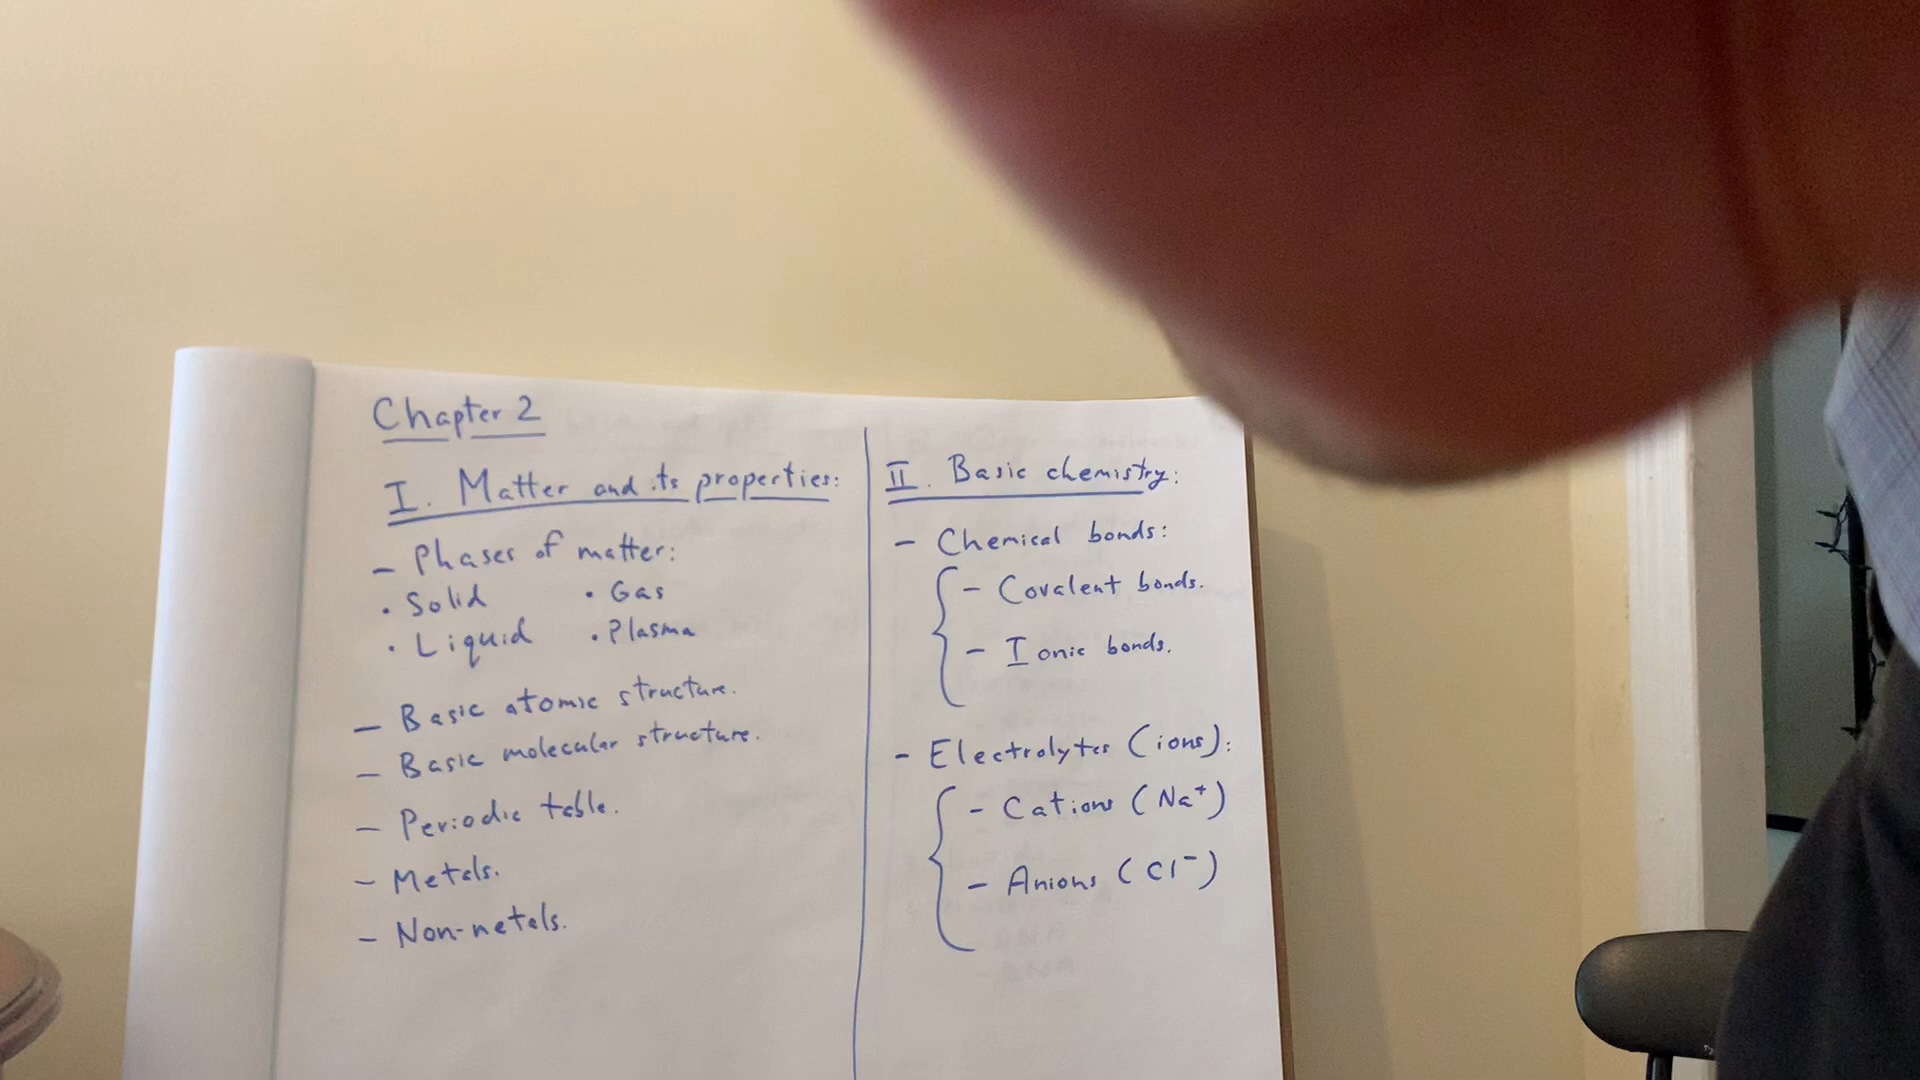 Chapter 2
I. Matter and its properties:
- Phases of matter:
• Solid • Gas
• Liquid • Plasma
- Basic atomic structure.
- Basic molecular structure.
- Periodic table.
- Metals.
- Non-metals.
II. Basic chemistry:
- Chemical bonds:
- Covalent bonds.
- Ionic bonds.
- Electrolytes (ions):
- Cations (Na⁺)
- Anions (Cl⁻)